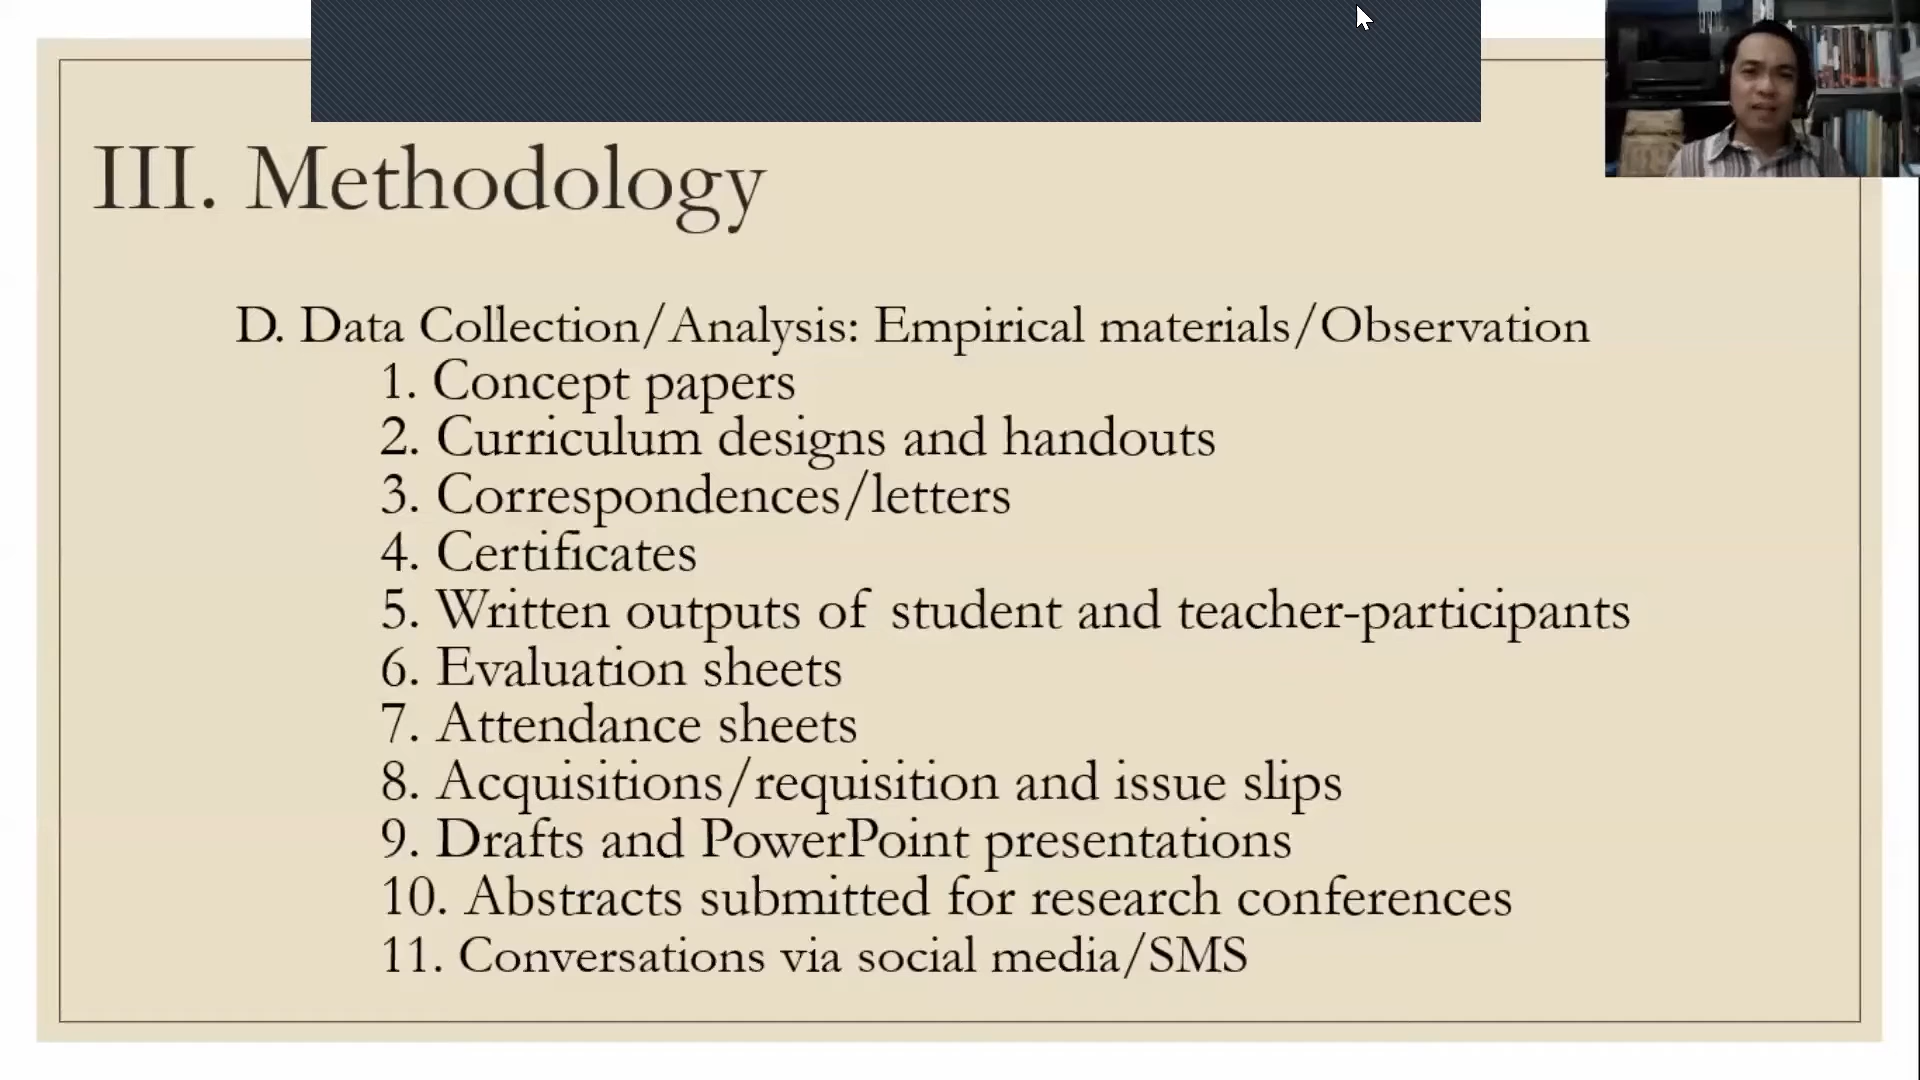 III. Methodology
D. Data Collection/Analysis: Empirical materials/Observation
1. Concept papers
2. Curriculum designs and handouts
3. Correspondences/letters
4. Certificates
5. Written outputs of student and teacher-participants
6. Evaluation sheets
7. Attendance sheets
8. Acquisitions/requisition and issue slips
9. Drafts and PowerPoint presentations
10. Abstracts submitted for research conferences
11. Conversations via social media/SMS